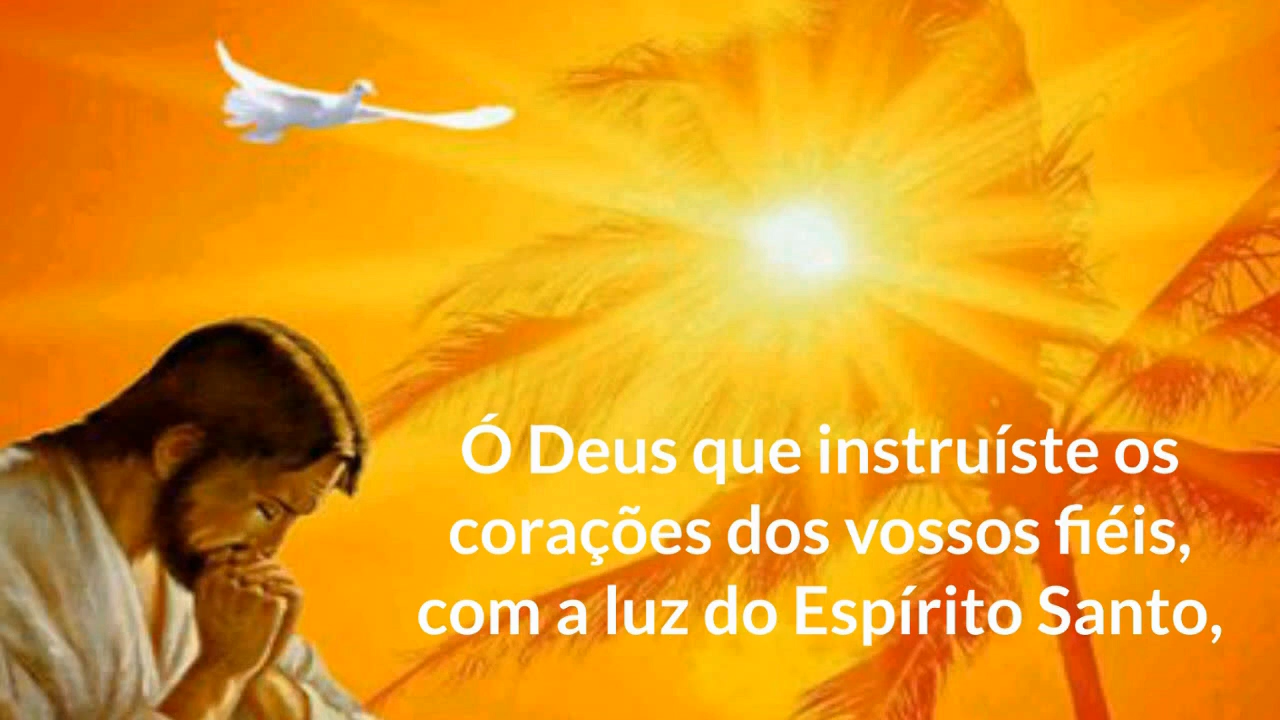 Ó Deus que instruíste os
corações dos vossos fiéis,
com a luz do Espírito Santo,